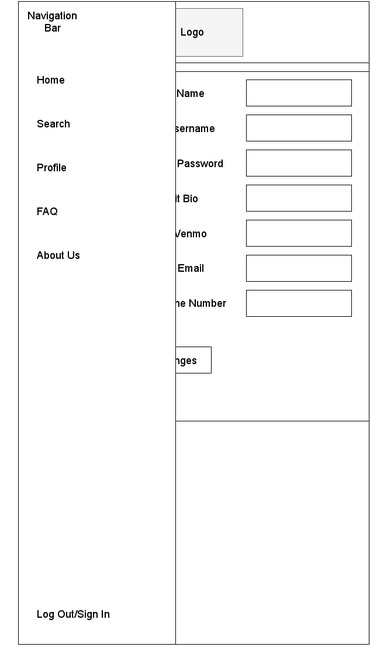 Navigation
Bar
Logo
Home
Name
Search
sername
Password
Profile
it Bio
FAQ
Venmo
About Us
Email
ne Number
nges
Log Out/Sign In